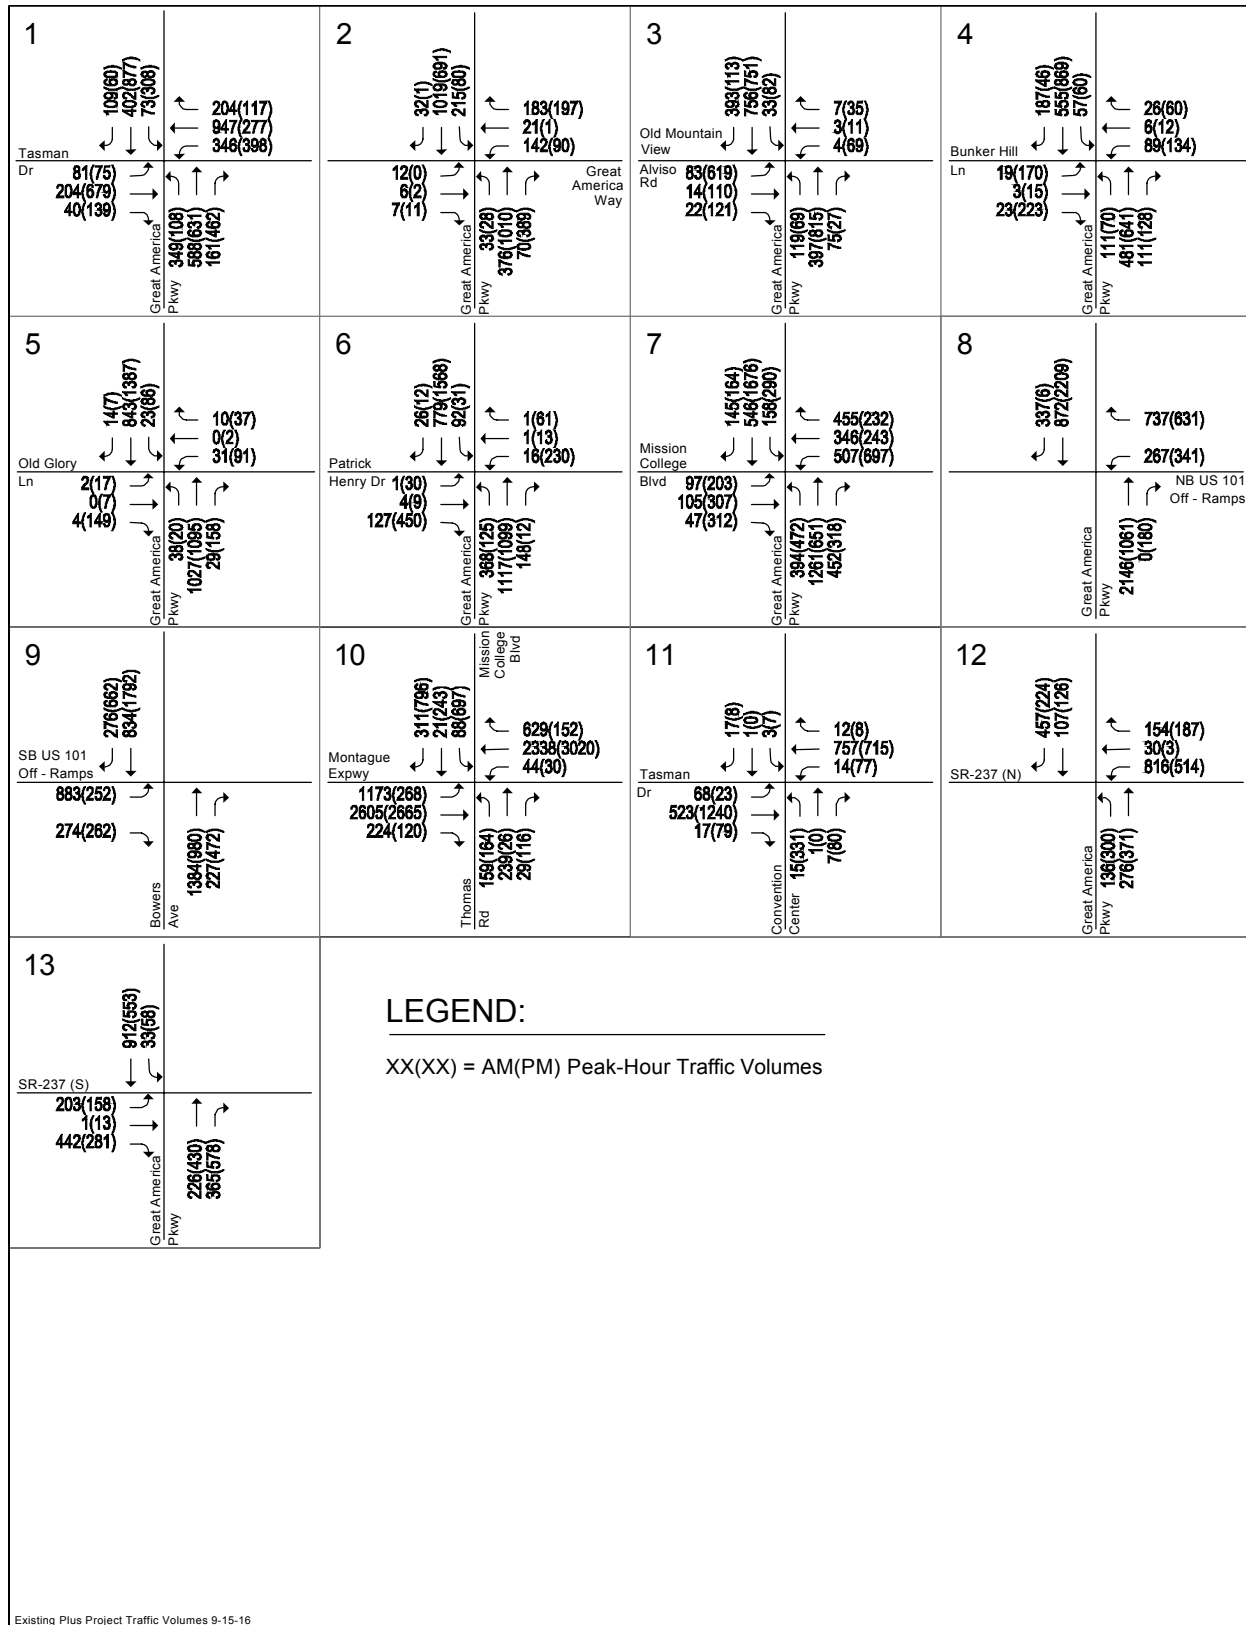 1
109(60)
402(877)
73(308)
204(117)
947(277)
346(398)
Tasman
Dr
81(75)
204(679)
40(139)
Great America
Pkwy
349(108)
588(631)
161(462)
2
32(1)
1019(691)
215(80)
183(197)
21(1)
142(90)
12(0)
6(2)
7(11)
Great
America
Way
Great America
Pkwy
33(28)
376(1010)
70(389)
3
393(113)
756(751)
33(82)
7(35)
3(11)
4(69)
Old Mountain
View
Alviso
Rd
83(619)
14(110)
22(121)
Great America
Pkwy
119(69)
397(815)
75(27)
4
187(46)
555(869)
57(60)
26(60)
6(12)
89(134)
Bunker Hill
Ln
19(170)
3(15)
23(223)
Great America
Pkwy
111(70)
481(641)
111(128)
5
14(7)
843(1387)
23(86)
10(37)
0(2)
31(91)
Old Glory
Ln
2(17)
0(7)
4(149)
Great America
Pkwy
38(20)
1027(1095)
29(158)
6
26(12)
779(1568)
92(31)
1(61)
1(13)
16(230)
Patrick
Henry Dr
1(30)
4(9)
127(450)
Great America
Pkwy
368(125)
1117(1099)
148(12)
7
145(164)
546(1676)
158(290)
455(232)
346(243)
507(697)
Mission
College
Blvd
97(203)
105(307)
47(312)
Great America
Pkwy
394(472)
1261(651)
452(318)
8
337(6)
872(2209)
737(631)
267(341)
NB US 101
Off - Ramps
Great America
Pkwy
2146(1061)
0(180)
9
276(662)
834(1792)
SB US 101
Off - Ramps
883(252)
274(262)
Bowers
Ave
1384(980)
227(472)
10
Mission
College
Blvd
311(796)
21(243)
88(697)
629(152)
2338(3020)
44(30)
Montague
Expwy
1173(268)
2605(2665)
224(120)
Thomas
Rd
159(164)
239(26)
29(116)
11
17(8)
1(0)
3(7)
12(8)
757(715)
14(77)
Tasman
Dr
68(23)
523(1240)
17(79)
Convention
Center
15(331)
1(0)
7(80)
12
457(224)
107(126)
154(187)
30(3)
816(514)
SR-237 (N)
Great America
Pkwy
136(300)
276(371)
13
912(553)
33(58)
SR-237 (S)
203(158)
1(13)
442(281)
Great America
Pkwy
226(430)
365(578)
LEGEND:
XX(XX) = AM(PM) Peak-Hour Traffic Volumes
Existing Plus Project Traffic Volumes 9-15-16